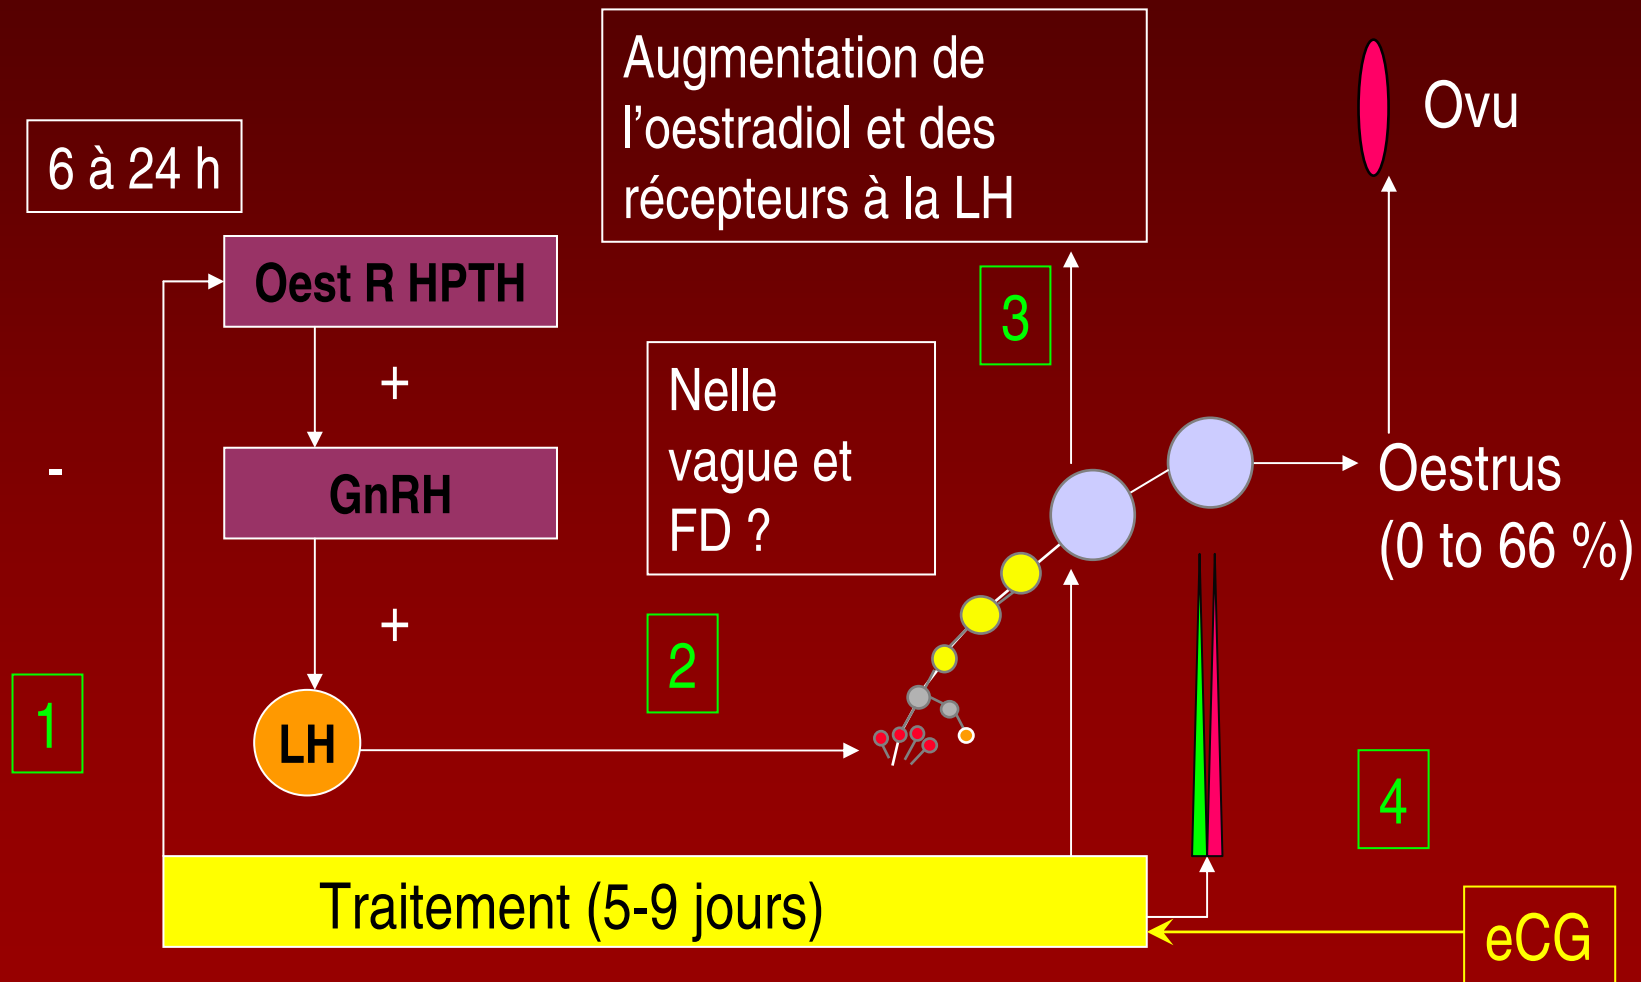 Augmentation de
l'oestradiol et des
récepteurs à la LH
Ovu
6 à 24 h
Oest R HPTH
3
+
Nelle
vague et
FD ?
-
GnRH
Oestrus
(0 to 66 %)
+
2
1
LH
4
Traitement (5-9 jours)
eCG